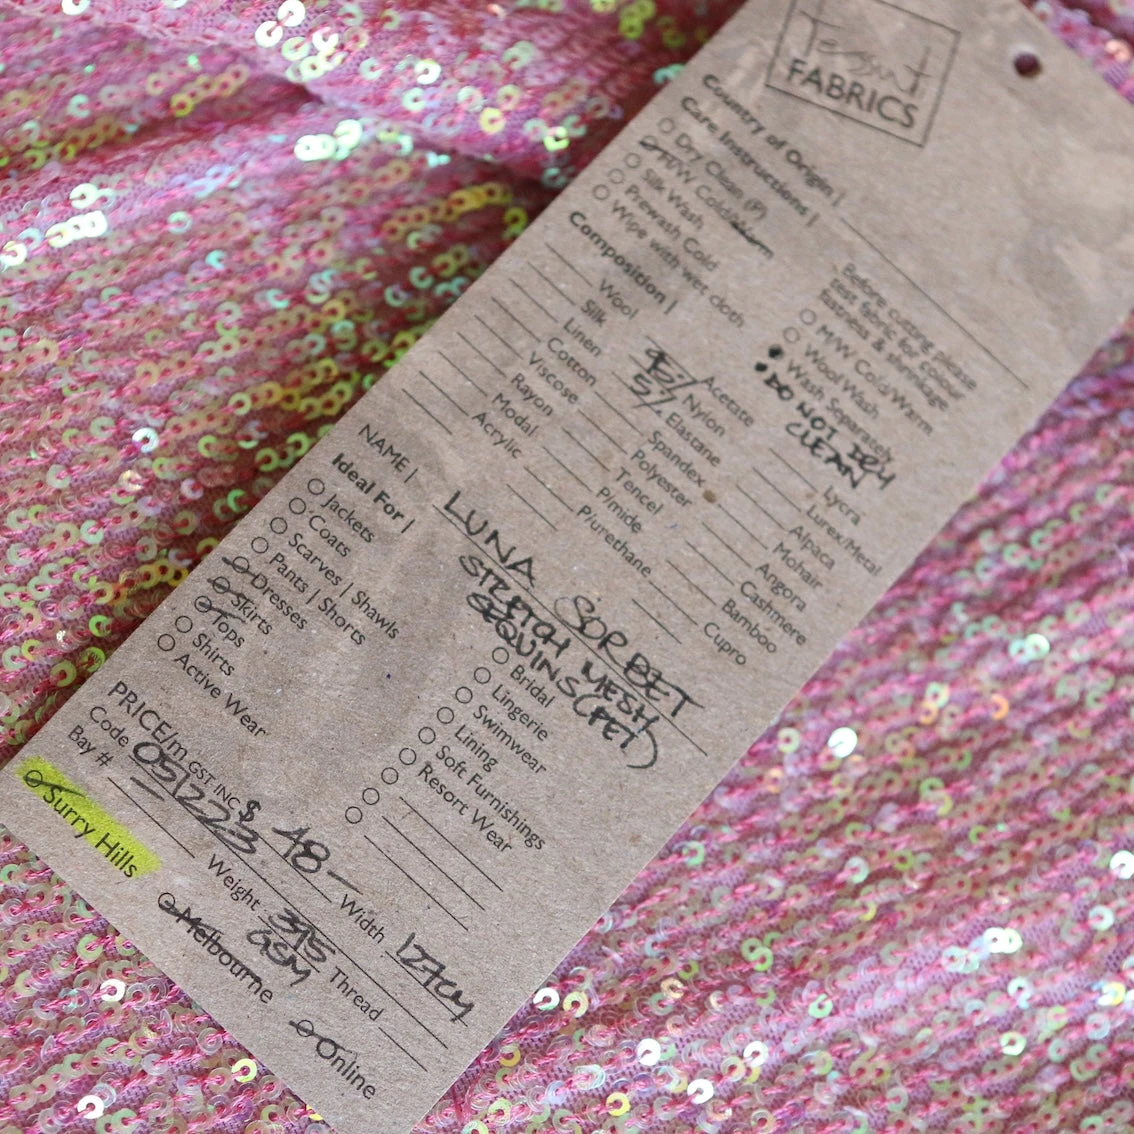 Tessuti
FABRICS
Country of Origin |
Care Instructions |
Dry Clean (P)
H/W Cold/Warm
Silk Wash
Prewash Cold
Wipe with wet cloth
Before cutting please
test fabric for colour
fastness & shrinkage
M/W Cold/Warm
Wool Wash
Wash Separately
DO NOT DRY
CLEAN
Composition |
Wool
Silk
Linen
Cotton
Viscose
Rayon
Modal
Acrylic
Acetate
Nylon
5% Elastane
Spandex
Polyester
Tencel
P/mide
P/urethane
Lycra
Lurex/Metal
Alpaca
Mohair
Angora
Cashmere
Bamboo
Cupro
NAME | LUNA SORBET
STRETCH MESH
SEQUINS (PET)
Ideal For |
Jackets
Coats
Scarves | Shawls
Pants | Shorts
Dresses
Skirts
Tops
Shirts
Active Wear
Bridal
Lingerie
Swimwear
Lining
Soft Furnishings
Resort Wear
PRICE/m GST INC $ 48-
Width 127cm
Code 051223
Weight 315
GSM
Thread
Bay #
Surry Hills
Melbourne
Online